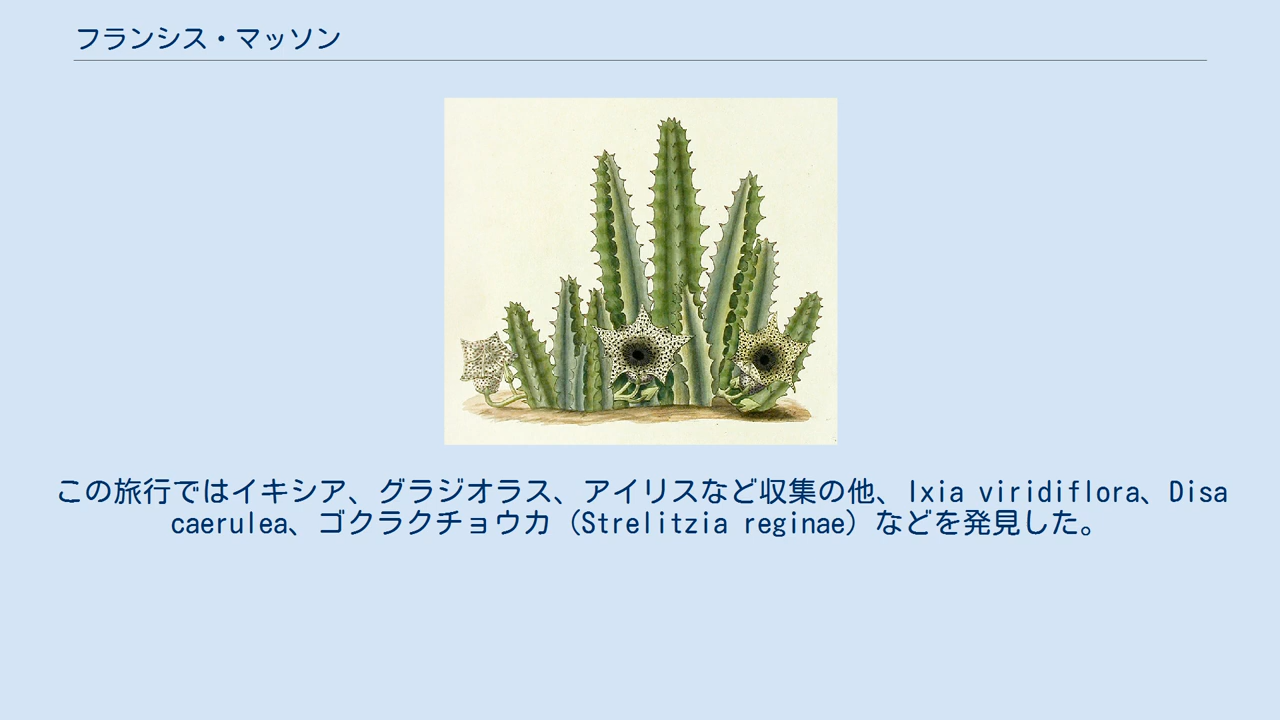 フランシス・マッソン
この旅行ではイキシア、グラジオラス、アイリスなど収集の他、Ixia viridiflora、Disa
caerulea、ゴクラクチョウカ（Strelitzia reginae）などを発見した。